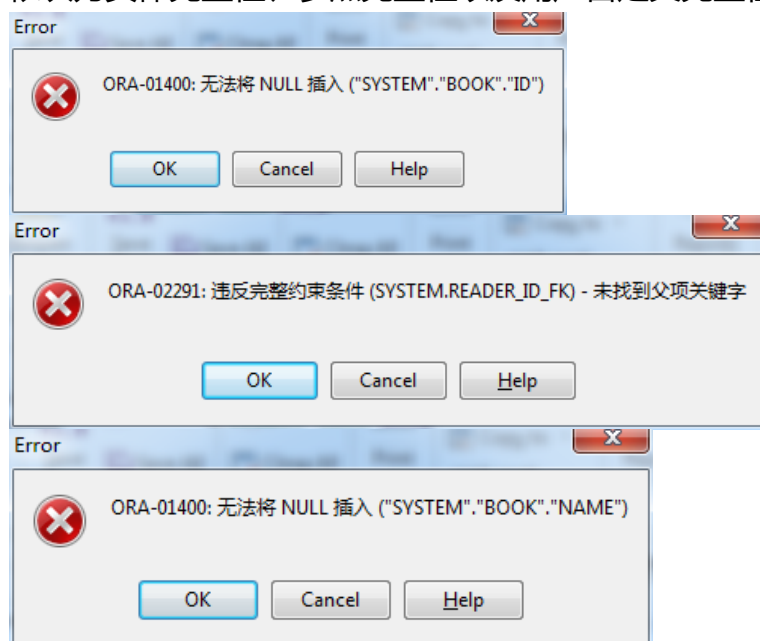 Error
ORA-01400: 无法将 NULL 插入 ("SYSTEM"."BOOK"."ID")
OK Cancel Help
Error
ORA-02291: 违反完整约束条件 (SYSTEM.READER_ID_FK) - 未找到父项关键字
OK Cancel Help
Error
ORA-01400: 无法将 NULL 插入 ("SYSTEM"."BOOK"."NAME")
OK Cancel Help